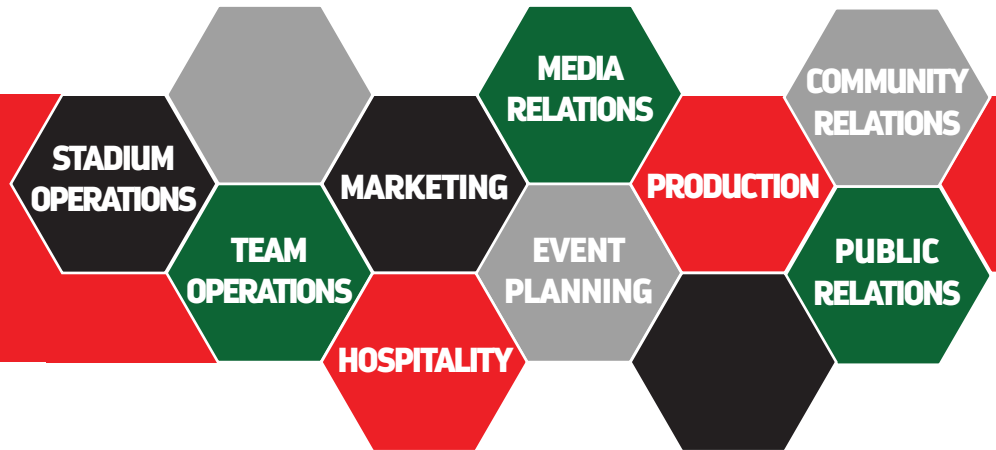 STADIUM
OPERATIONS
TEAM
OPERATIONS
MARKETING
HOSPITALITY
MEDIA
RELATIONS
EVENT
PLANNING
PRODUCTION
COMMUNITY
RELATIONS
PUBLIC
RELATIONS